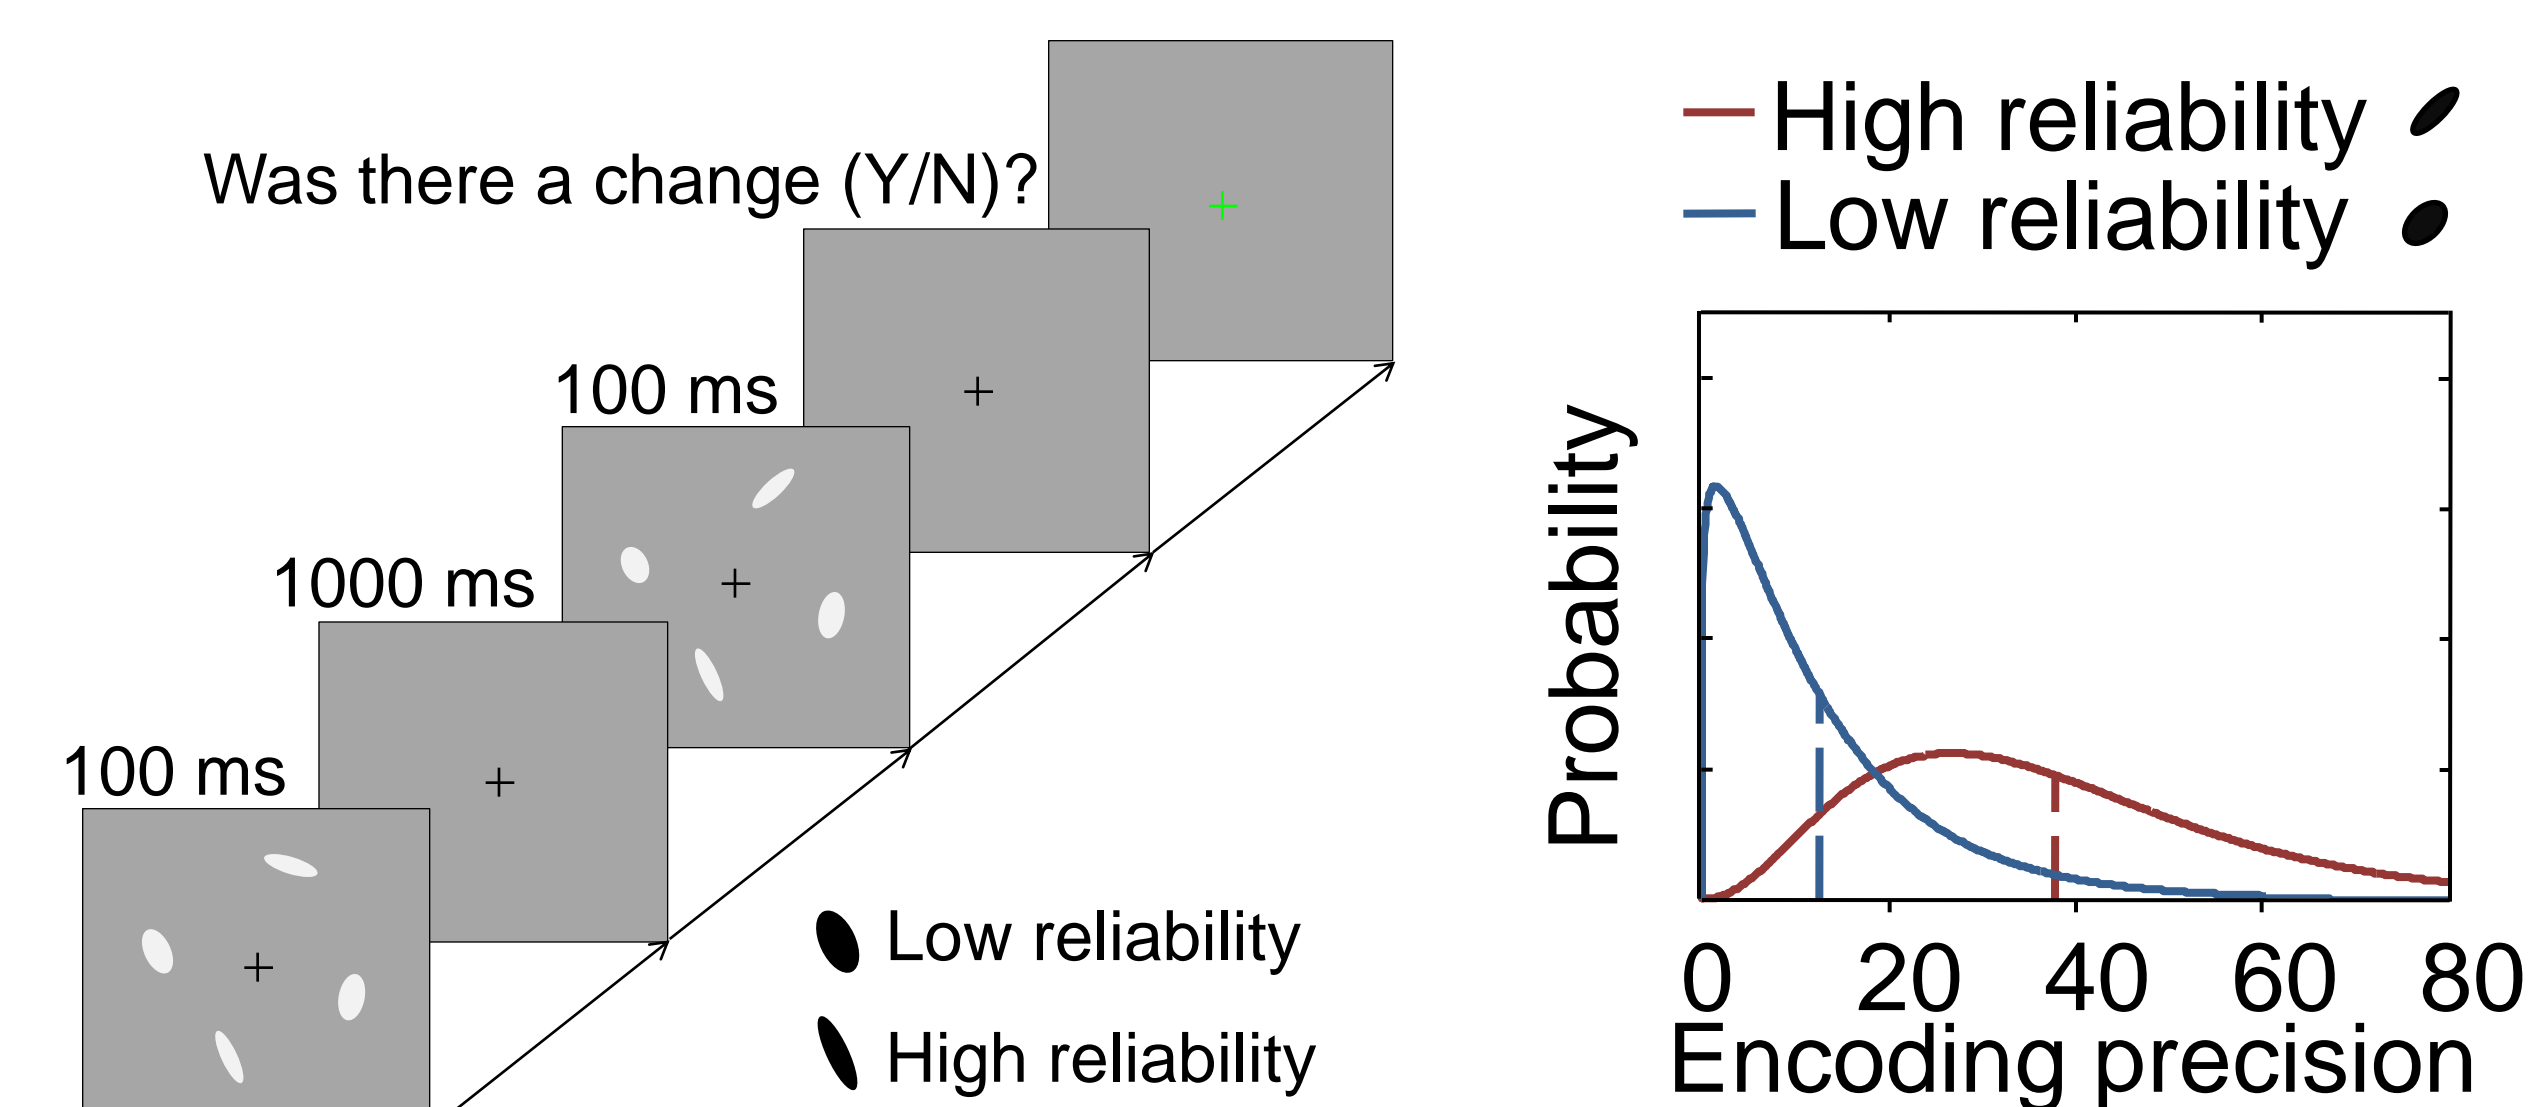 Was there a change (Y/N)?
100 ms
1000 ms
100 ms
Low reliability
High reliability
High reliability
Low reliability
Probability
0 20 40 60 80
Encoding precision